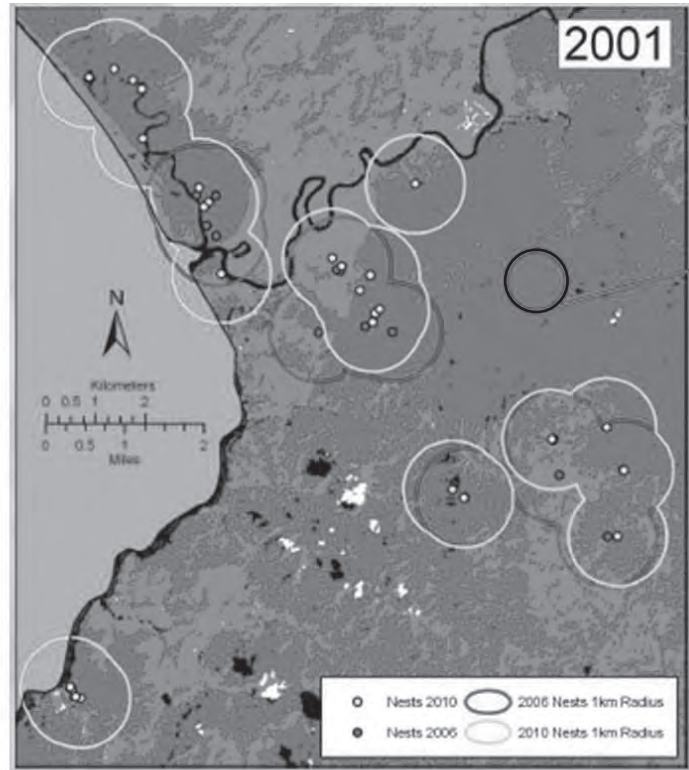 2001
N
Kilometers
0 0.5 1 2
0 0.5 1 2
Miles
Nests 2010
2006 Nests 1km Radius
Nests 2006
2010 Nests 1km Radius